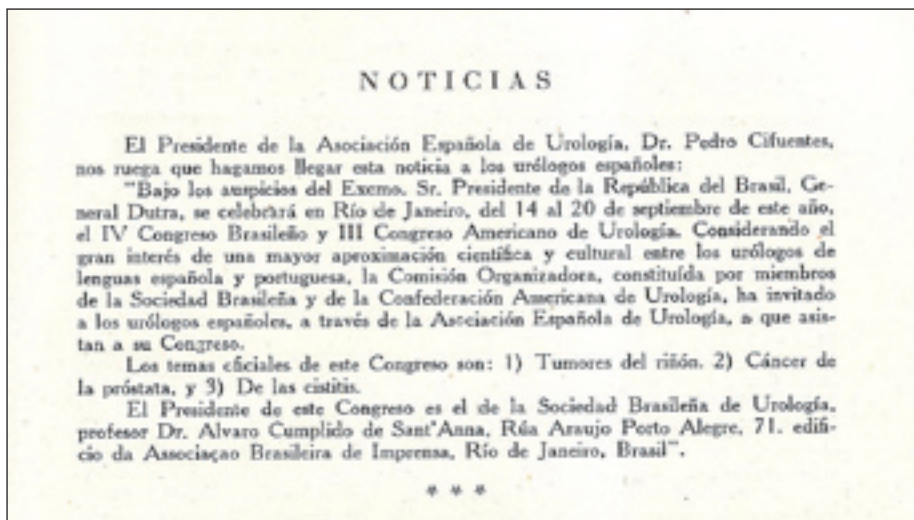 NOTICIAS
El Presidente de la Asociación Española de Urología, Dr. Pedro Cifuentes,
nos ruega que hagamos llegar esta noticia a los urólogos españoles:
"Bajo los auspicios del Excmo. Sr. Presidente de la República del Brasil, Ge-
neral Dutra, se celebrará en Río de Janeiro, del 14 al 20 de septiembre de este año,
el IV Congreso Brasileño y III Congreso Americano de Urología. Considerando el
gran interés de una mayor aproximación científica y cultural entre los urólogos de
lenguas española y portuguesa, la Comisión Organizadora, constituída por miembros
de la Sociedad Brasileña y de la Confederación Americana de Urología, ha invitado
a los urólogos españoles, a través de la Asociación Española de Urología, a que asis-
tan a su Congreso.
Los temas oficiales de este Congreso son: 1) Tumores del riñón. 2) Cáncer de
la próstata, y 3) De las cistitis.
El Presidente de este Congreso es el de la Sociedad Brasileña de Urología,
profesor Dr. Alvaro Cumplido de Sant'Anna, Rúa Araujo Porto Alegre, 71. edifi-
cio da Associaçao Brasileira de Imprensa, Río de Janeiro, Brasil".
* * *